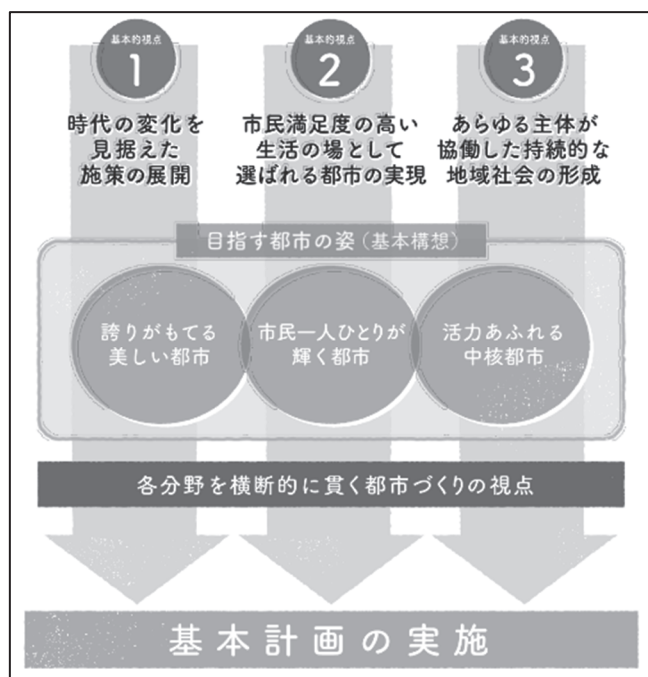 基本的視点
1
時代の変化を
見据えた
施策の展開
基本的視点
2
市民満足度の高い
生活の場として
選ばれる都市の実現
基本的視点
3
あらゆる主体が
協働した持続的な
地域社会の形成
目指す都市の姿(基本構想)
誇りがもてる
美しい都市
市民一人ひとりが
輝く都市
活力あふれる
中核都市
各分野を横断的に貫く都市づくりの視点
基本計画の実施